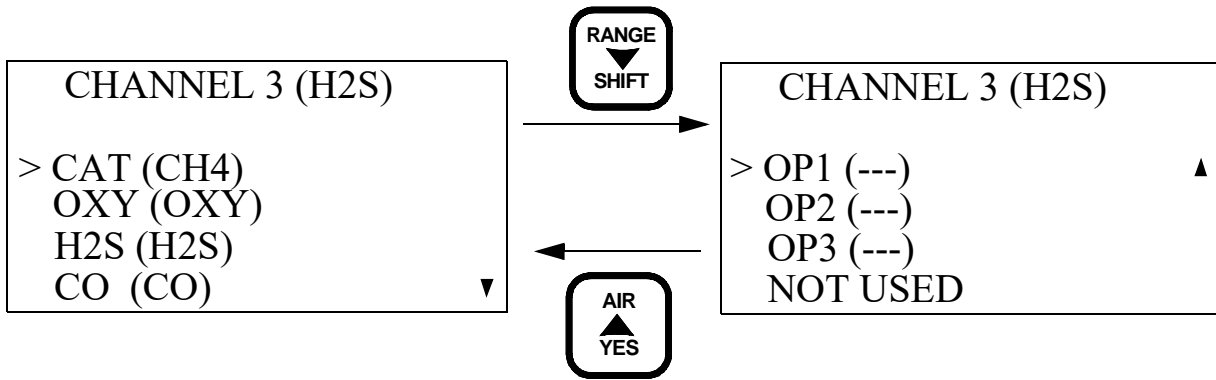 CHANNEL 3 (H2S)
> CAT (CH4)
OXY (OXY)
H2S (H2S)
CO (CO)
RANGE
SHIFT
AIR
YES
CHANNEL 3 (H2S)
> OP1 (---)
OP2 (---)
OP3 (---)
NOT USED